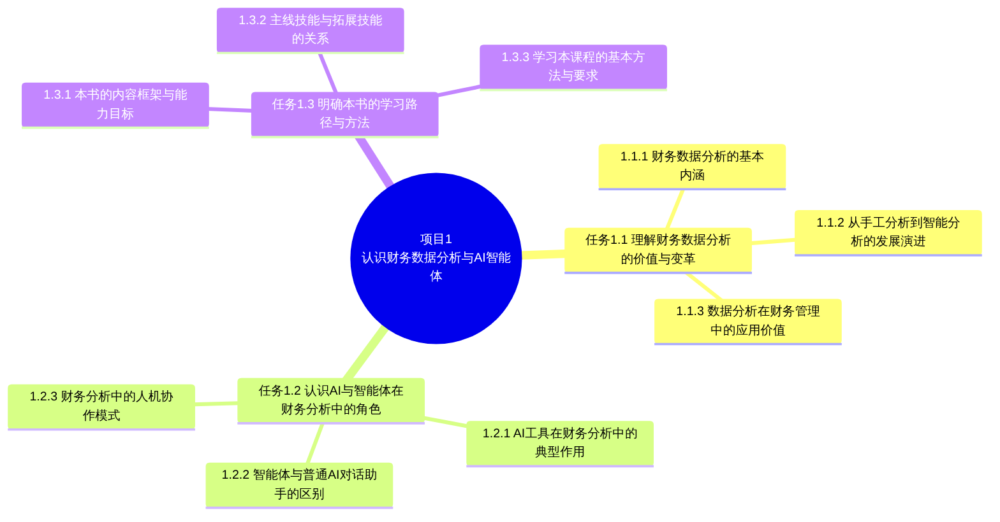 1.3.2 主线技能与拓展技能
的关系
1.3.3 学习本课程的基本方
法与要求
1.3.1 本书的内容框架与能
力目标
任务1.3 明确本书的学习路
径与方法
1.1.1 财务数据分析的基本
内涵
1.1.2 从手工分析到智能分
析的发展演进
任务1.1 理解财务数据分析
的价值与变革
项目1
认识财务数据分析与AI智能
体
1.1.3 数据分析在财务管理
中的应用价值
任务1.2 认识AI与智能体在
财务分析中的角色
1.2.3 财务分析中的人机协
作模式
1.2.1 AI工具在财务分析中的
典型作用
1.2.2 智能体与普通AI对话助
手的区别